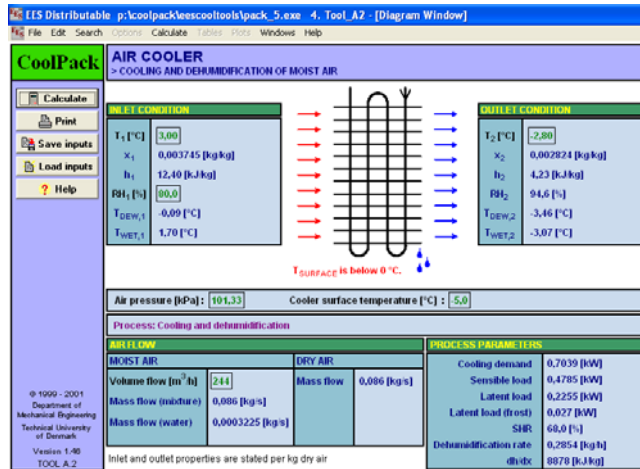 EES Distributable p:\coolpack\eescooltools\pack_5.exe 4. Tool_A2 - [Diagram Window]
File Edit Search Options Calculate Tables Plots Windows Help
CoolPack
AIR COOLER
> COOLING AND DEHUMIDIFICATION OF MOIST AIR
Calculate
Print
Save inputs
Load inputs
? Help
INLET CONDITION
T1 [°C] 3,00
x1 0,003745 [kg/kg]
h1 12,40 [kJ/kg]
RH1 [%] 80,0
TDEW,1 -0,09 [°C]
TWET,1 1,70 [°C]
TSURFACE is below 0 °C.
OUTLET CONDITION
T2 [°C] -2,80
x2 0,002824 [kg/kg]
h2 4,23 [kJ/kg]
RH2 94,6 [%]
TDEW,2 -3,46 [°C]
TWET,2 -3,07 [°C]
Air pressure [kPa] : 101,33 Cooler surface temperature [°C] : -5,0
Process: Cooling and dehumidification
AIR FLOW
MOIST AIR
Volume flow [m3/h] 244
Mass flow (mixture) 0,086 [kg/s]
Mass flow (water) 0,0003225 [kg/s]
DRY AIR
Mass flow 0,086 [kg/s]
Inlet and outlet properties are stated per kg dry air
PROCESS PARAMETERS
Cooling demand 0,7039 [kW]
Sensible load 0,4785 [kW]
Latent load 0,2255 [kW]
Latent load (frost) 0,027 [kW]
SHR 68,0 [%]
Dehumidification rate 0,2854 [kg/h]
dh/dx 8878 [kJ/kg]
© 1999 - 2001
Department of
Mechanical Engineering
Technical University
of Denmark
Version 1.46
TOOL A.2